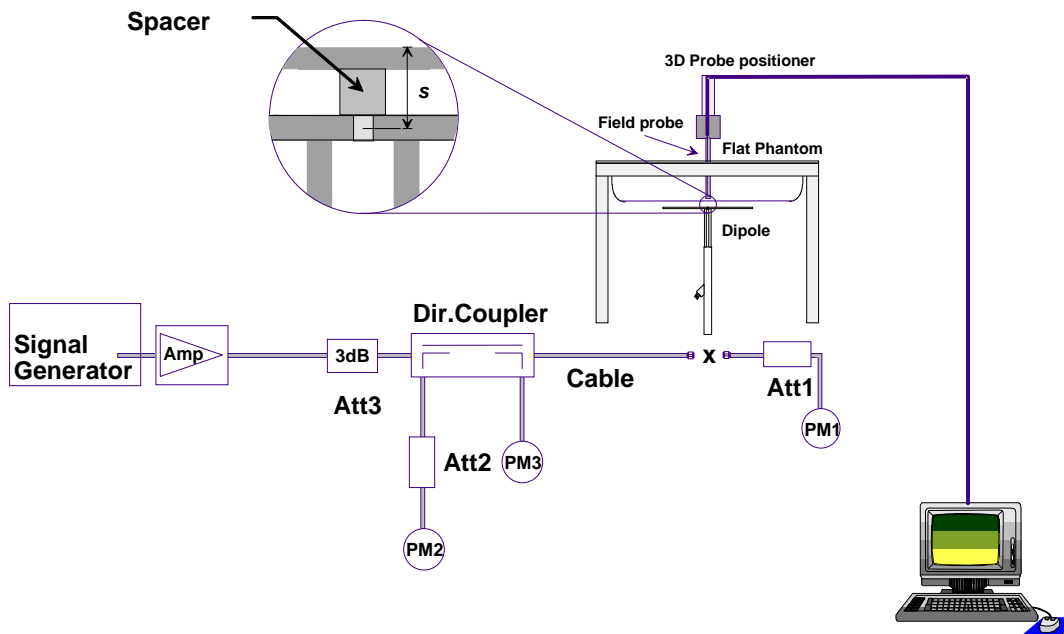 Spacer
s
3D Probe positioner
Field probe
Flat Phantom
Dipole
Dir.Coupler
Signal
Generator
Amp
3dB
Att3
Cable
x
Att1
PM1
Att2
PM3
PM2